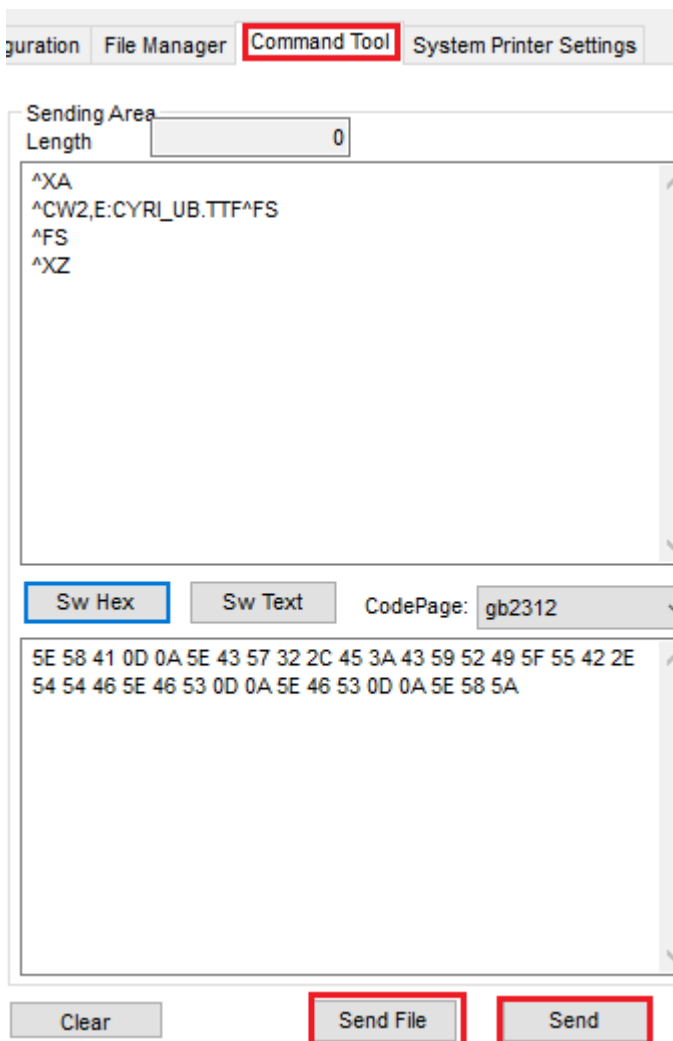 guration File Manager Command Tool System Printer Settings
Sending Area
Length 0
^XA
^CW2,E:CYRI_UB.TTF^FS
^FS
^XZ
Sw Hex Sw Text CodePage: gb2312
5E 58 41 0D 0A 5E 43 57 32 2C 45 3A 43 59 52 49 5F 55 42 2E
54 54 46 5E 46 53 0D 0A 5E 46 53 0D 0A 5E 58 5A
Clear Send File Send